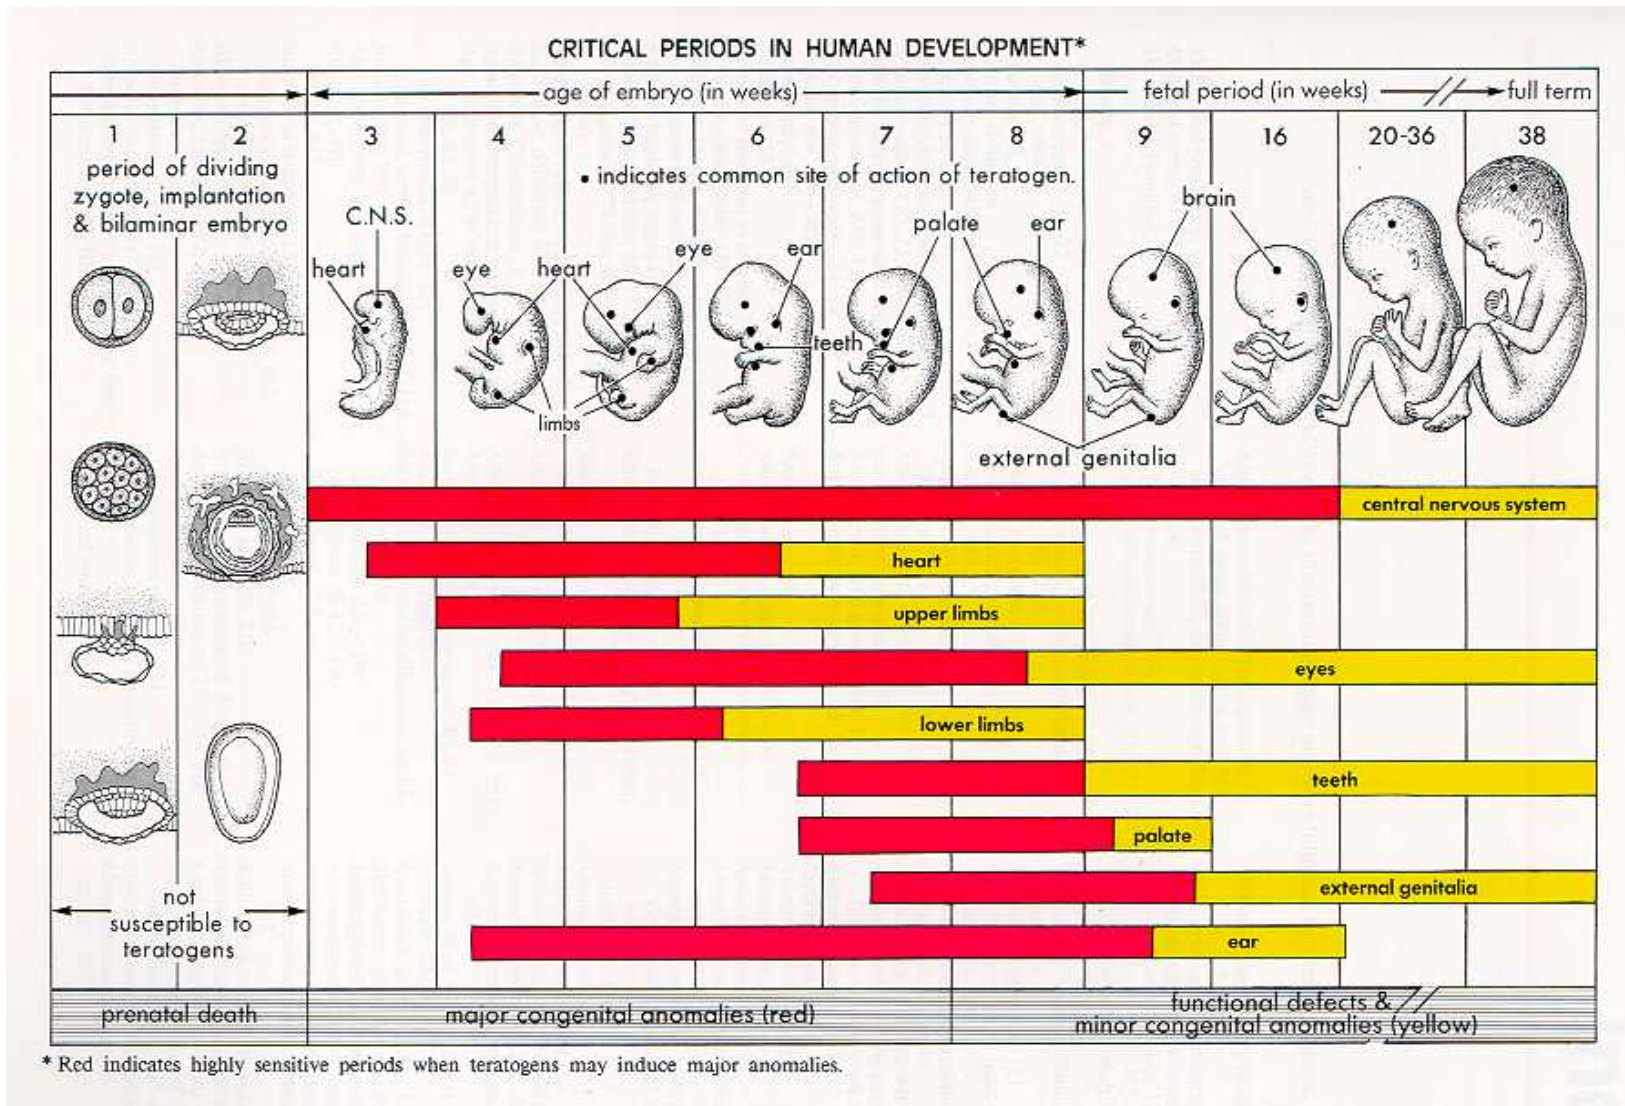 CRITICAL PERIODS IN HUMAN DEVELOPMENT*
age of embryo (in weeks)
fetal period (in weeks)
full term
1
2
3
4
5
6
7
8
9
16
20-36
38
period of dividing
zygote, implantation
& bilaminar embryo
• indicates common site of action of teratogen.
C.N.S.
heart
eye
heart
limbs
eye
ear
teeth
palate
ear
brain
external genitalia
central nervous system
heart
upper limbs
eyes
lower limbs
teeth
palate
external genitalia
ear
not
susceptible to
teratogens
prenatal death
major congenital anomalies (red)
functional defects &
minor congenital anomalies (yellow)
* Red indicates highly sensitive periods when teratogens may induce major anomalies.